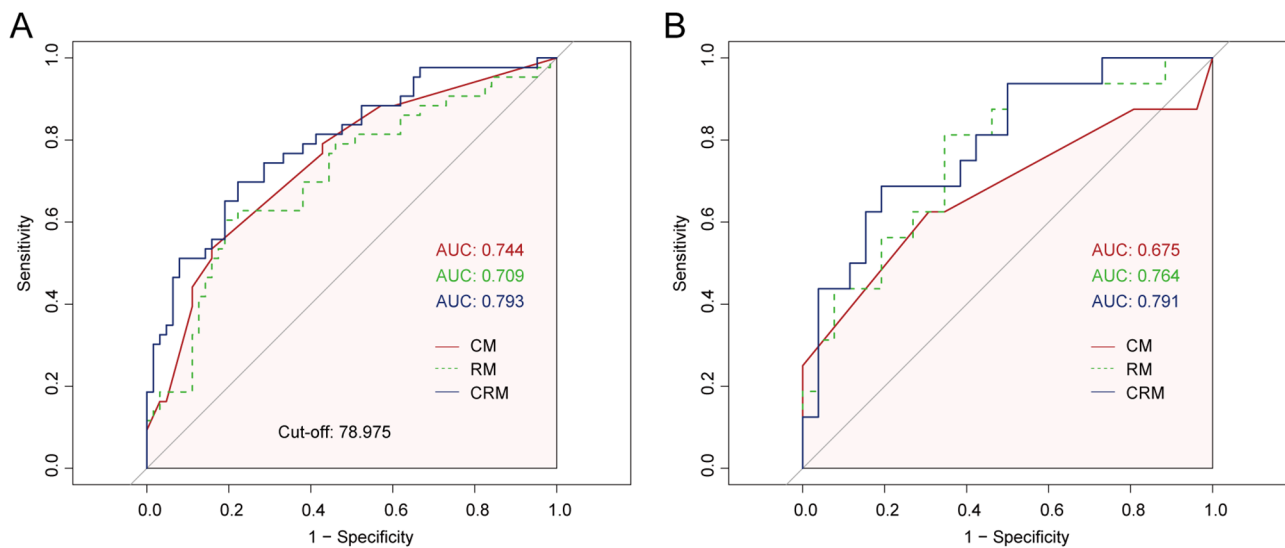 A
Sensitivity
1.0
0.8
0.6
0.4
0.2
0.0
AUC: 0.744
AUC: 0.709
AUC: 0.793
CM
RM
CRM
Cut-off: 78.975
0.0 0.2 0.4 0.6 0.8 1.0
1 − Specificity
B
Sensitivity
1.0
0.8
0.6
0.4
0.2
0.0
AUC: 0.675
AUC: 0.764
AUC: 0.791
CM
RM
CRM
0.0 0.2 0.4 0.6 0.8 1.0
1 − Specificity